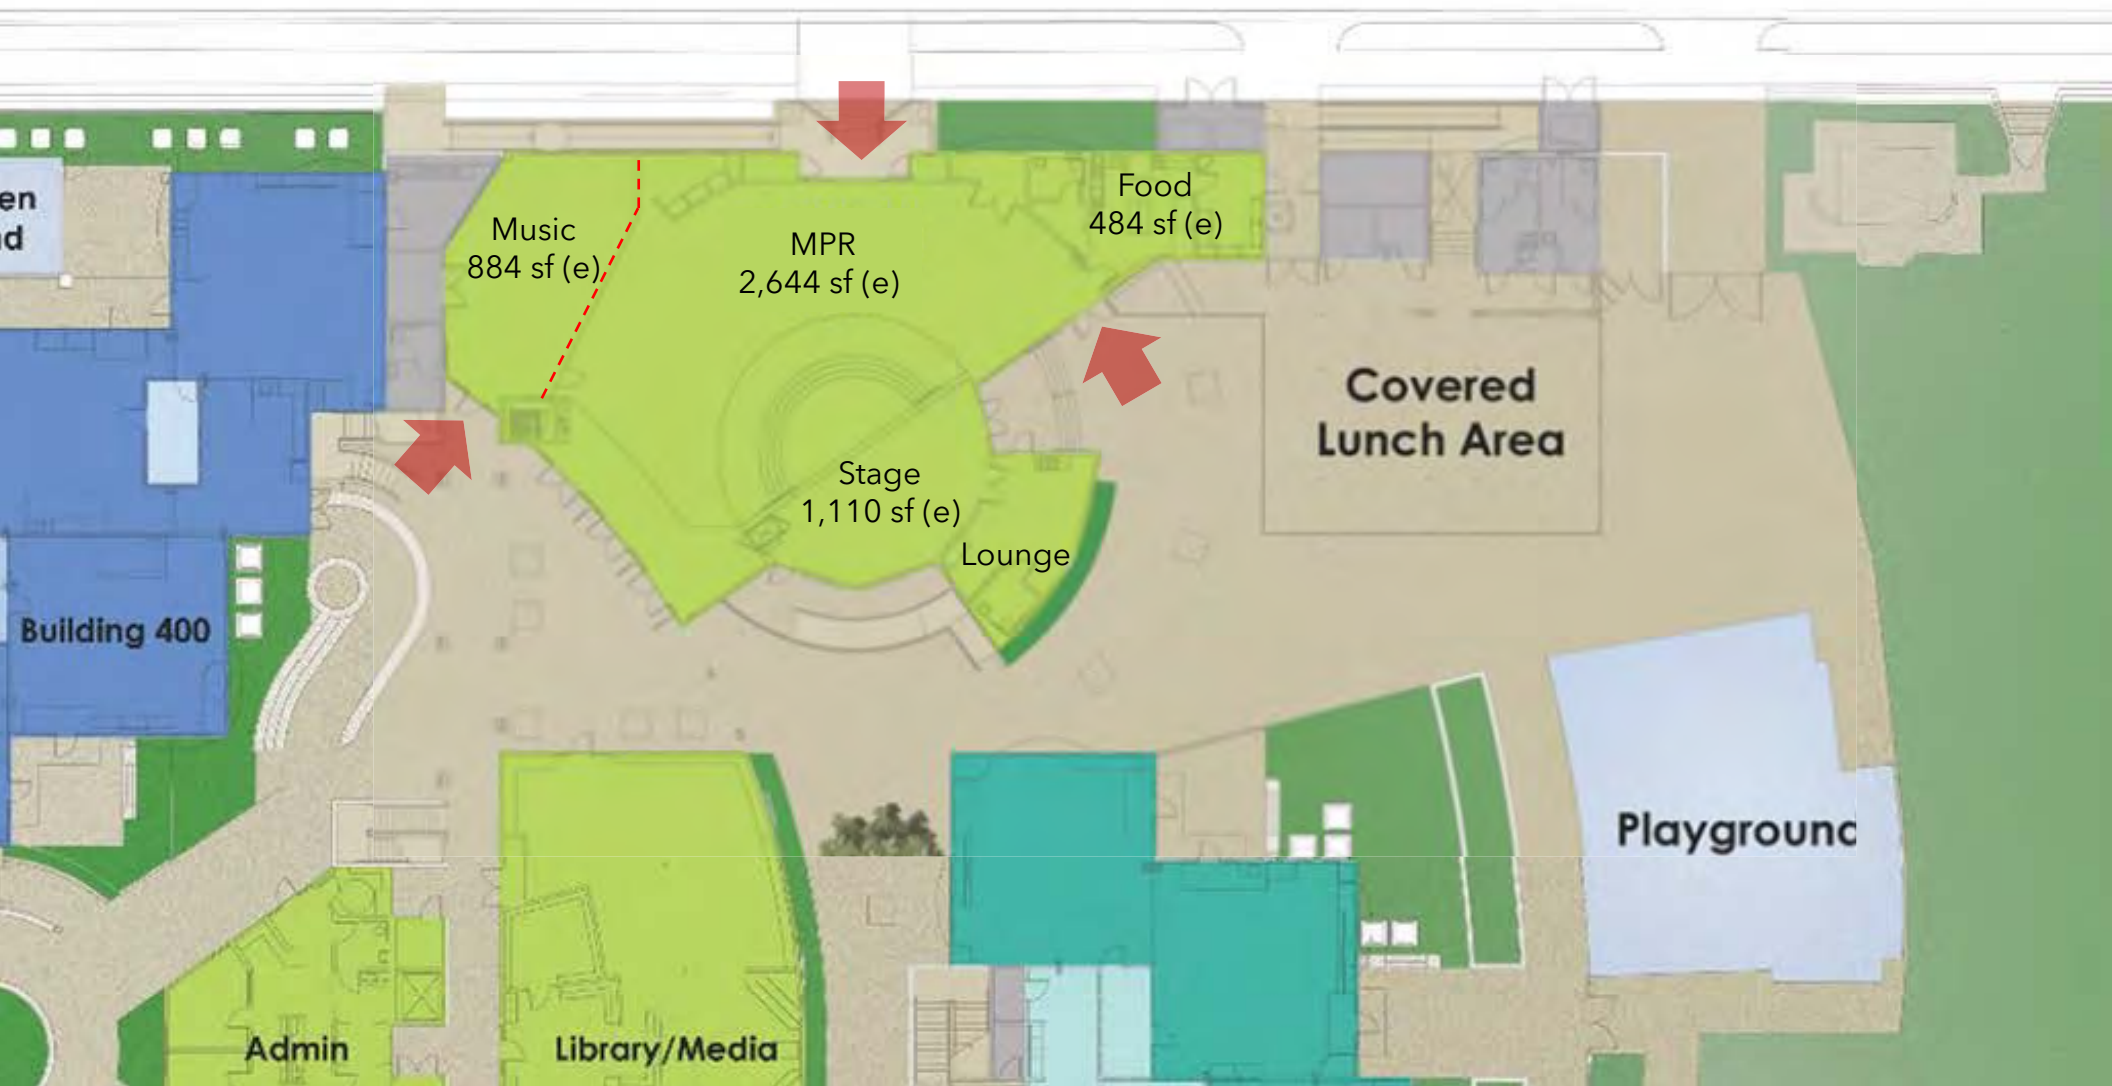 en
d
Music
884 sf (e)
MPR
2,644 sf (e)
Food
484 sf (e)
Covered
Lunch Area
Stage
1,110 sf (e)
Lounge
Building 400
Playground
Admin
Library/Media